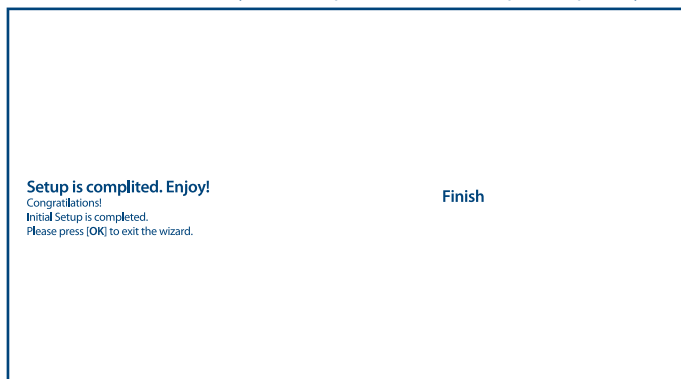 Setup is complited. Enjoy!
Congratilations!
Initial Setup is completed.
Please press [OK] to exit the wizard.
Finish